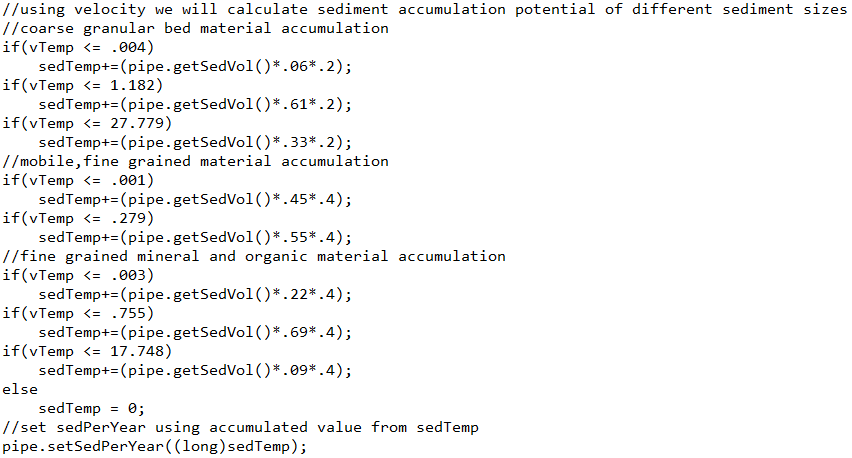 //using velocity we will calculate sediment accumulation potential of different sediment sizes
//coarse granular bed material accumulation
if(vTemp <= .004)
    sedTemp+=(pipe.getSedVol()*.06*.2);
if(vTemp <= 1.182)
    sedTemp+=(pipe.getSedVol()*.61*.2);
if(vTemp <= 27.779)
    sedTemp+=(pipe.getSedVol()*.33*.2);
//mobile,fine grained material accumulation
if(vTemp <= .001)
    sedTemp+=(pipe.getSedVol()*.45*.4);
if(vTemp <= .279)
    sedTemp+=(pipe.getSedVol()*.55*.4);
//fine grained mineral and organic material accumulation
if(vTemp <= .003)
    sedTemp+=(pipe.getSedVol()*.22*.4);
if(vTemp <= .755)
    sedTemp+=(pipe.getSedVol()*.69*.4);
if(vTemp <= 17.748)
    sedTemp+=(pipe.getSedVol()*.09*.4);
else
    sedTemp = 0;
//set sedPerYear using accumulated value from sedTemp
pipe.setSedPerYear((long)sedTemp);